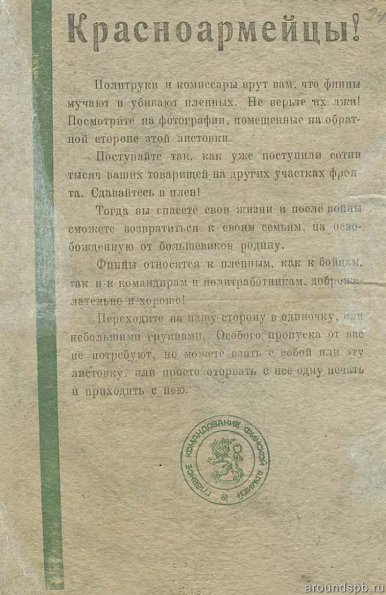 Красноармейцы!
Политруки и комиссары врут вам, что финны
мучают и убивают пленных. Не верьте их лжи!
Посмотрите на фотографии, помещенные на обрат-
ной стороне этой листовки.
Поступайте так, как уже поступили сотни
тысяч ваших товарищей на других участках фрон-
та. Сдавайтесь в плен!
Тогда вы спасете свои жизни и после войны
сможете возвратиться к своим семьям, на осво-
божденную от большевиков родину.
Финны относятся к пленным, как к бойцам,
так и к командирам и политработникам, доброже-
лательно и хорошо!
Переходите на нашу сторону в одиночку, или
небольшими группами. Особого пропуска от вас
не потребуют, но можете взять с собой или эту
листовку, или просто оторвать с нее одну печать
и приходить с нею.
ГЛАВНОЕ КОМАНДОВАНИЕ ФИНСКОЙ АРМИЕЙ
aroundspb.ru